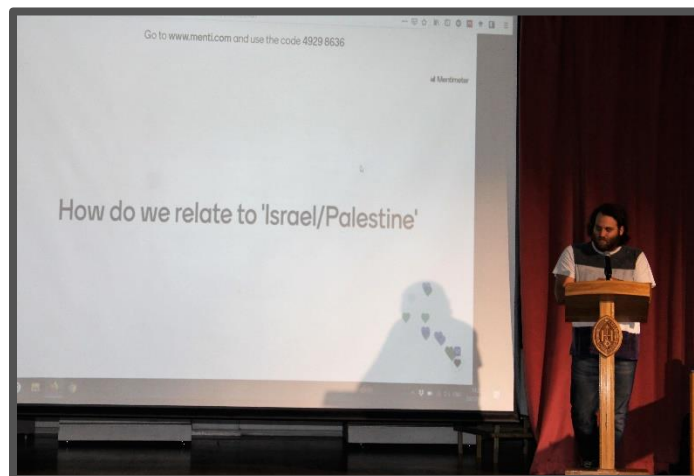 Go to www.menti.com and use the code 4929 8636
Mentimeter
How do we relate to 'Israel/Palestine'